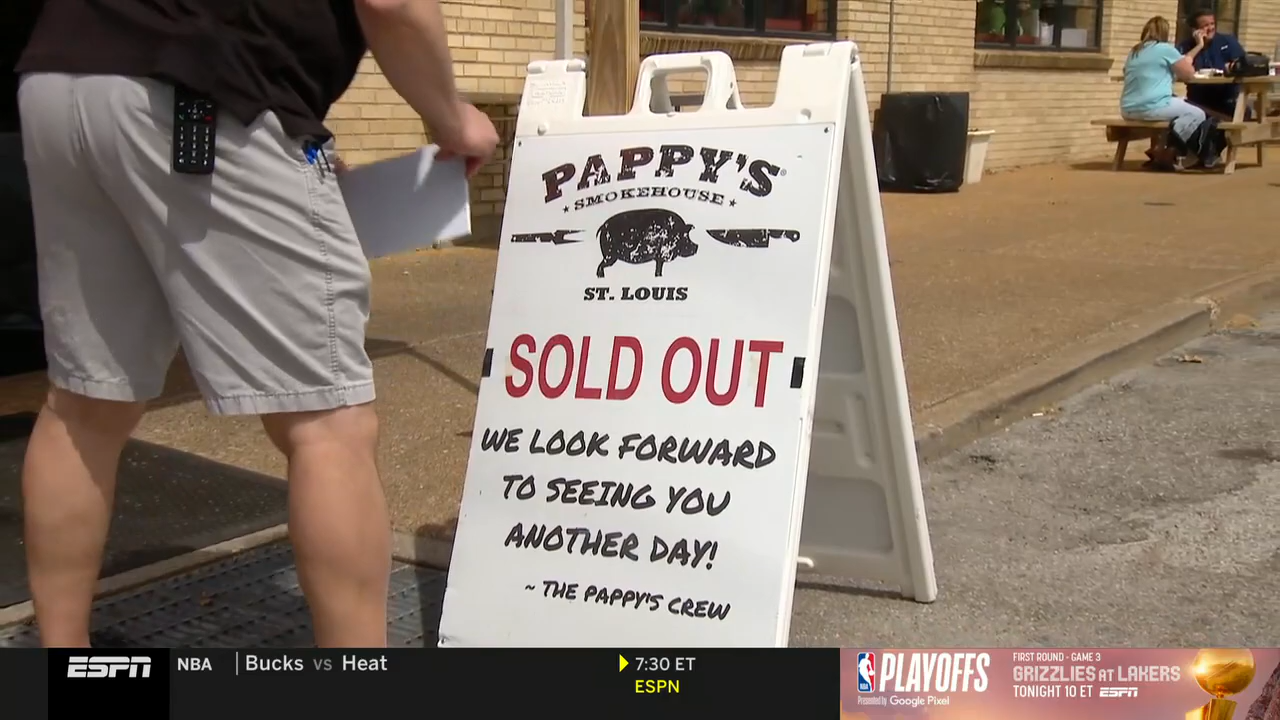 PAPPY'S®
★ SMOKEHOUSE ★
ST. LOUIS
SOLD OUT
WE LOOK FORWARD
TO SEEING YOU
ANOTHER DAY!
~ THE PAPPY'S CREW
ESPN
NBA
Bucks vs Heat
7:30 ET
ESPN
NBA
PLAYOFFS
Presented by Google Pixel
FIRST ROUND - GAME 3
GRIZZLIES AT LAKERS
TONIGHT 10 ET ESPN